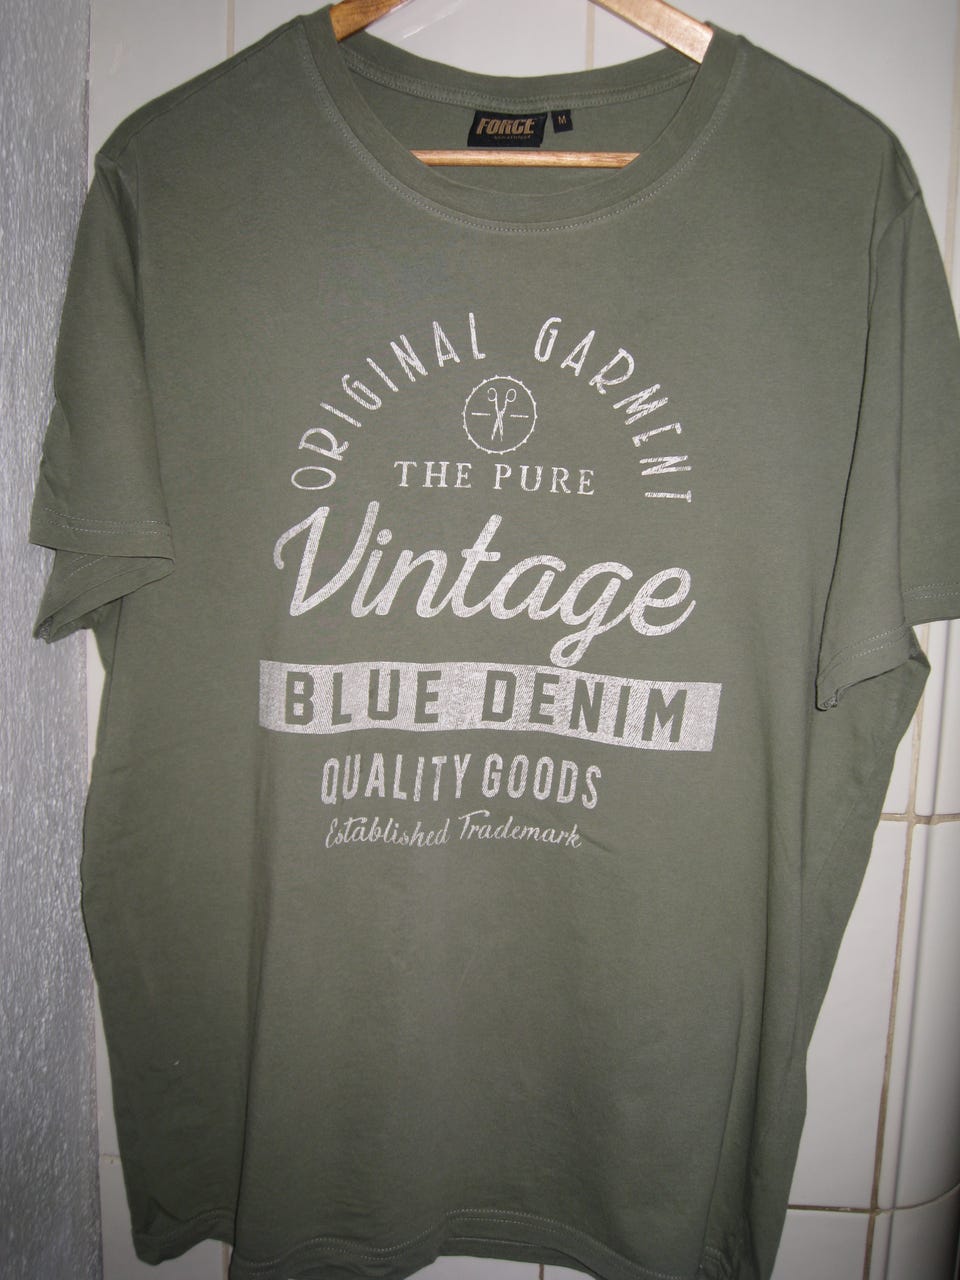 FORCE
M
ORIGINAL GARMENT
THE PURE
Vintage
BLUE DENIM
QUALITY GOODS
Established Trademark